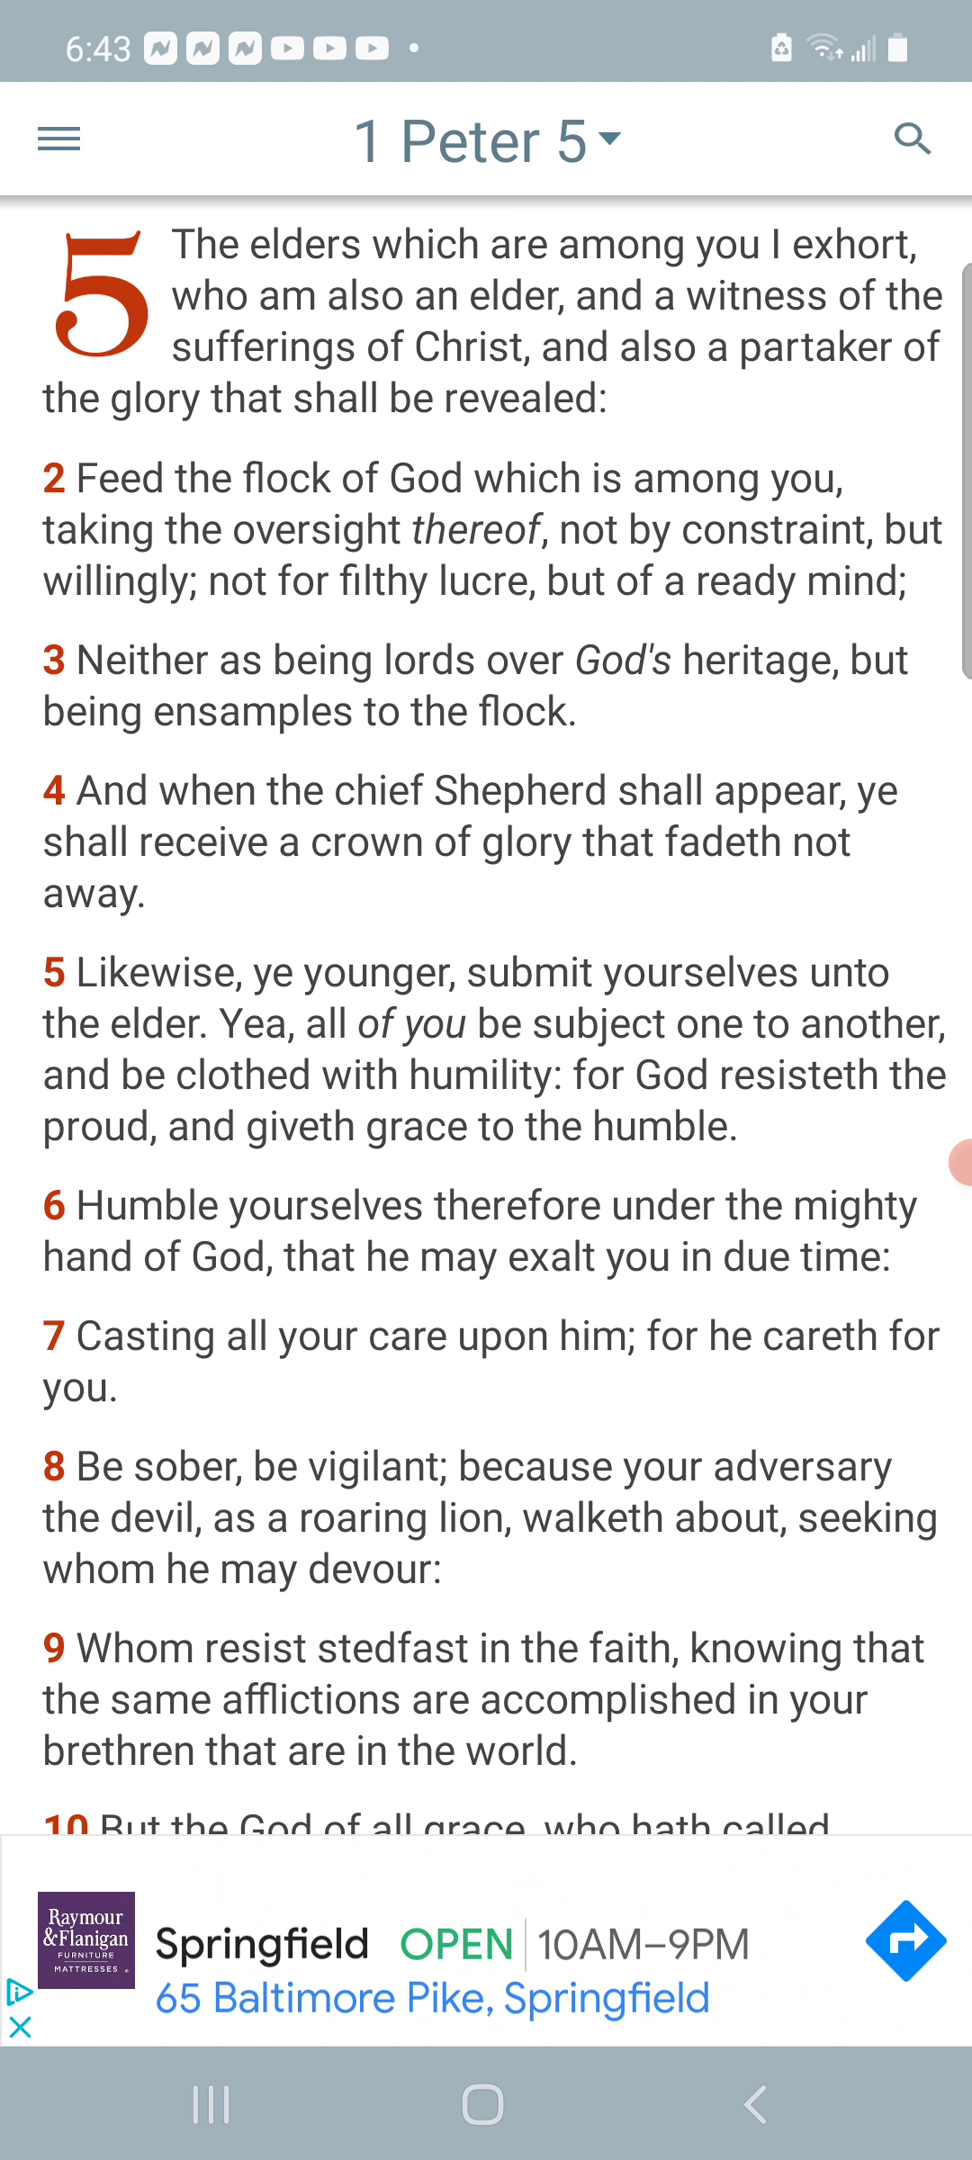 6:43
1 Peter 5
5 The elders which are among you I exhort,
who am also an elder, and a witness of the
sufferings of Christ, and also a partaker of
the glory that shall be revealed:
2 Feed the flock of God which is among you,
taking the oversight thereof, not by constraint, but
willingly; not for filthy lucre, but of a ready mind;
3 Neither as being lords over God's heritage, but
being ensamples to the flock.
4 And when the chief Shepherd shall appear, ye
shall receive a crown of glory that fadeth not
away.
5 Likewise, ye younger, submit yourselves unto
the elder. Yea, all of you be subject one to another,
and be clothed with humility: for God resisteth the
proud, and giveth grace to the humble.
6 Humble yourselves therefore under the mighty
hand of God, that he may exalt you in due time:
7 Casting all your care upon him; for he careth for
you.
8 Be sober, be vigilant; because your adversary
the devil, as a roaring lion, walketh about, seeking
whom he may devour:
9 Whom resist stedfast in the faith, knowing that
the same afflictions are accomplished in your
brethren that are in the world.
10 But the God of all grace, who hath called
Raymour
&Flanigan
FURNITURE
MATTRESSES
Springfield OPEN 10AM–9PM
65 Baltimore Pike, Springfield